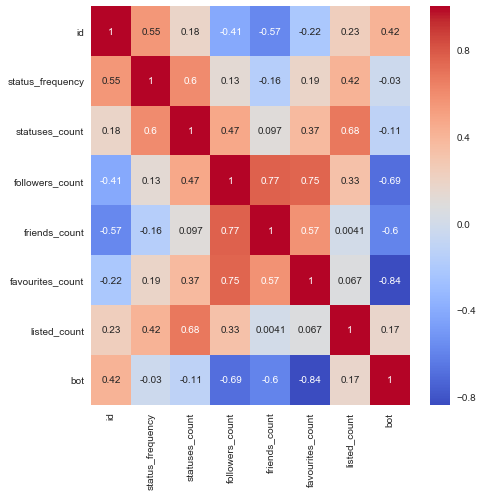 id 1 0.55 0.18 -0.41 -0.57 -0.22 0.23 0.42
status_frequency 0.55 1 0.6 0.13 -0.16 0.19 0.42 -0.03
statuses_count 0.18 0.6 1 0.47 0.097 0.37 0.68 -0.11
followers_count -0.41 0.13 0.47 1 0.77 0.75 0.33 -0.69
friends_count -0.57 -0.16 0.097 0.77 1 0.57 0.0041 -0.6
favourites_count -0.22 0.19 0.37 0.75 0.57 1 0.067 -0.84
listed_count 0.23 0.42 0.68 0.33 0.0041 0.067 1 0.17
bot 0.42 -0.03 -0.11 -0.69 -0.6 -0.84 0.17 1
id
status_frequency
statuses_count
followers_count
friends_count
favourites_count
listed_count
bot
0.8
0.4
0.0
-0.4
-0.8